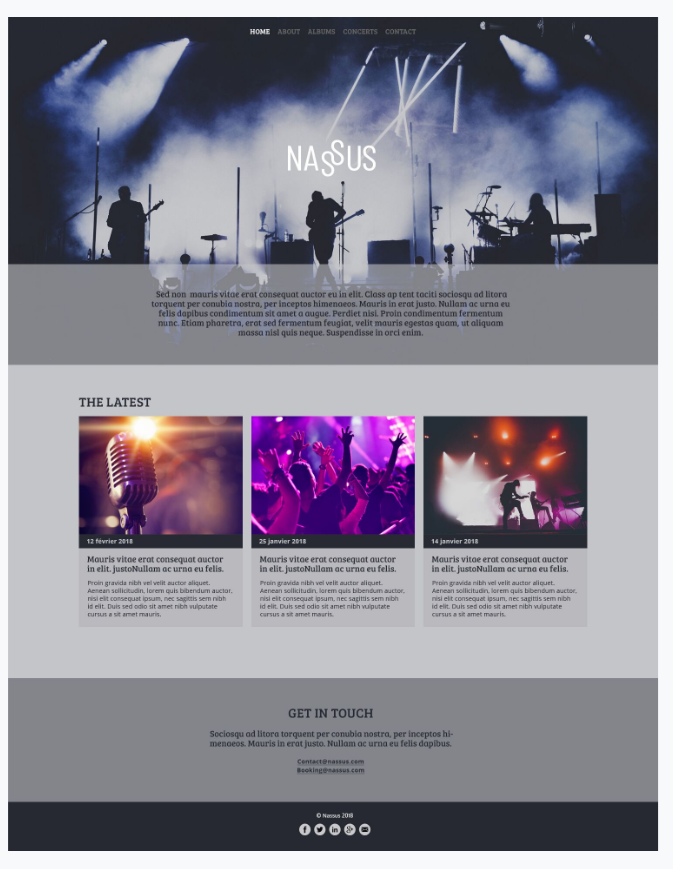 HOME ABOUT ALBUMS CONCERTS CONTACT
NASSUS
Sed non mauris vitae erat consequat auctor eu in elit. Class ap tent taciti sociosqu ad litora
torquent per conubia nostra, per inceptos himenaeos. Mauris in erat justo. Nullam ac urna eu
felis dapibus condimentum sit amet a augue. Perdiet nisi. Proin condimentum fermentum
nunc. Etiam pharetra, erat sed fermentum feugiat, velit mauris egestas quam, ut aliquam
massa nisl quis neque. Suspendisse in orci enim.
THE LATEST
12 février 2018
Mauris vitae erat consequat auctor
in elit. justoNullam ac urna eu felis.
Proin gravida nibh vel velit auctor aliquet.
Aenean sollicitudin, lorem quis bibendum auctor,
nisi elit consequat ipsum, nec sagittis sem nibh
id elit. Duis sed odio sit amet nibh vulputate
cursus a sit amet mauris.
25 janvier 2018
Mauris vitae erat consequat auctor
in elit. justoNullam ac urna eu felis.
Proin gravida nibh vel velit auctor aliquet.
Aenean sollicitudin, lorem quis bibendum auctor,
nisi elit consequat ipsum, nec sagittis sem nibh
id elit. Duis sed odio sit amet nibh vulputate
cursus a sit amet mauris.
14 janvier 2018
Mauris vitae erat consequat auctor
in elit. justoNullam ac urna eu felis.
Proin gravida nibh vel velit auctor aliquet.
Aenean sollicitudin, lorem quis bibendum auctor,
nisi elit consequat ipsum, nec sagittis sem nibh
id elit. Duis sed odio sit amet nibh vulputate
cursus a sit amet mauris.
GET IN TOUCH
Sociosqu ad litora torquent per conubia nostra, per inceptos hi-
menaeos. Mauris in erat justo. Nullam ac urna eu felis dapibus.
Contact@nassus.com
Booking@nassus.com
© Nassus 2018